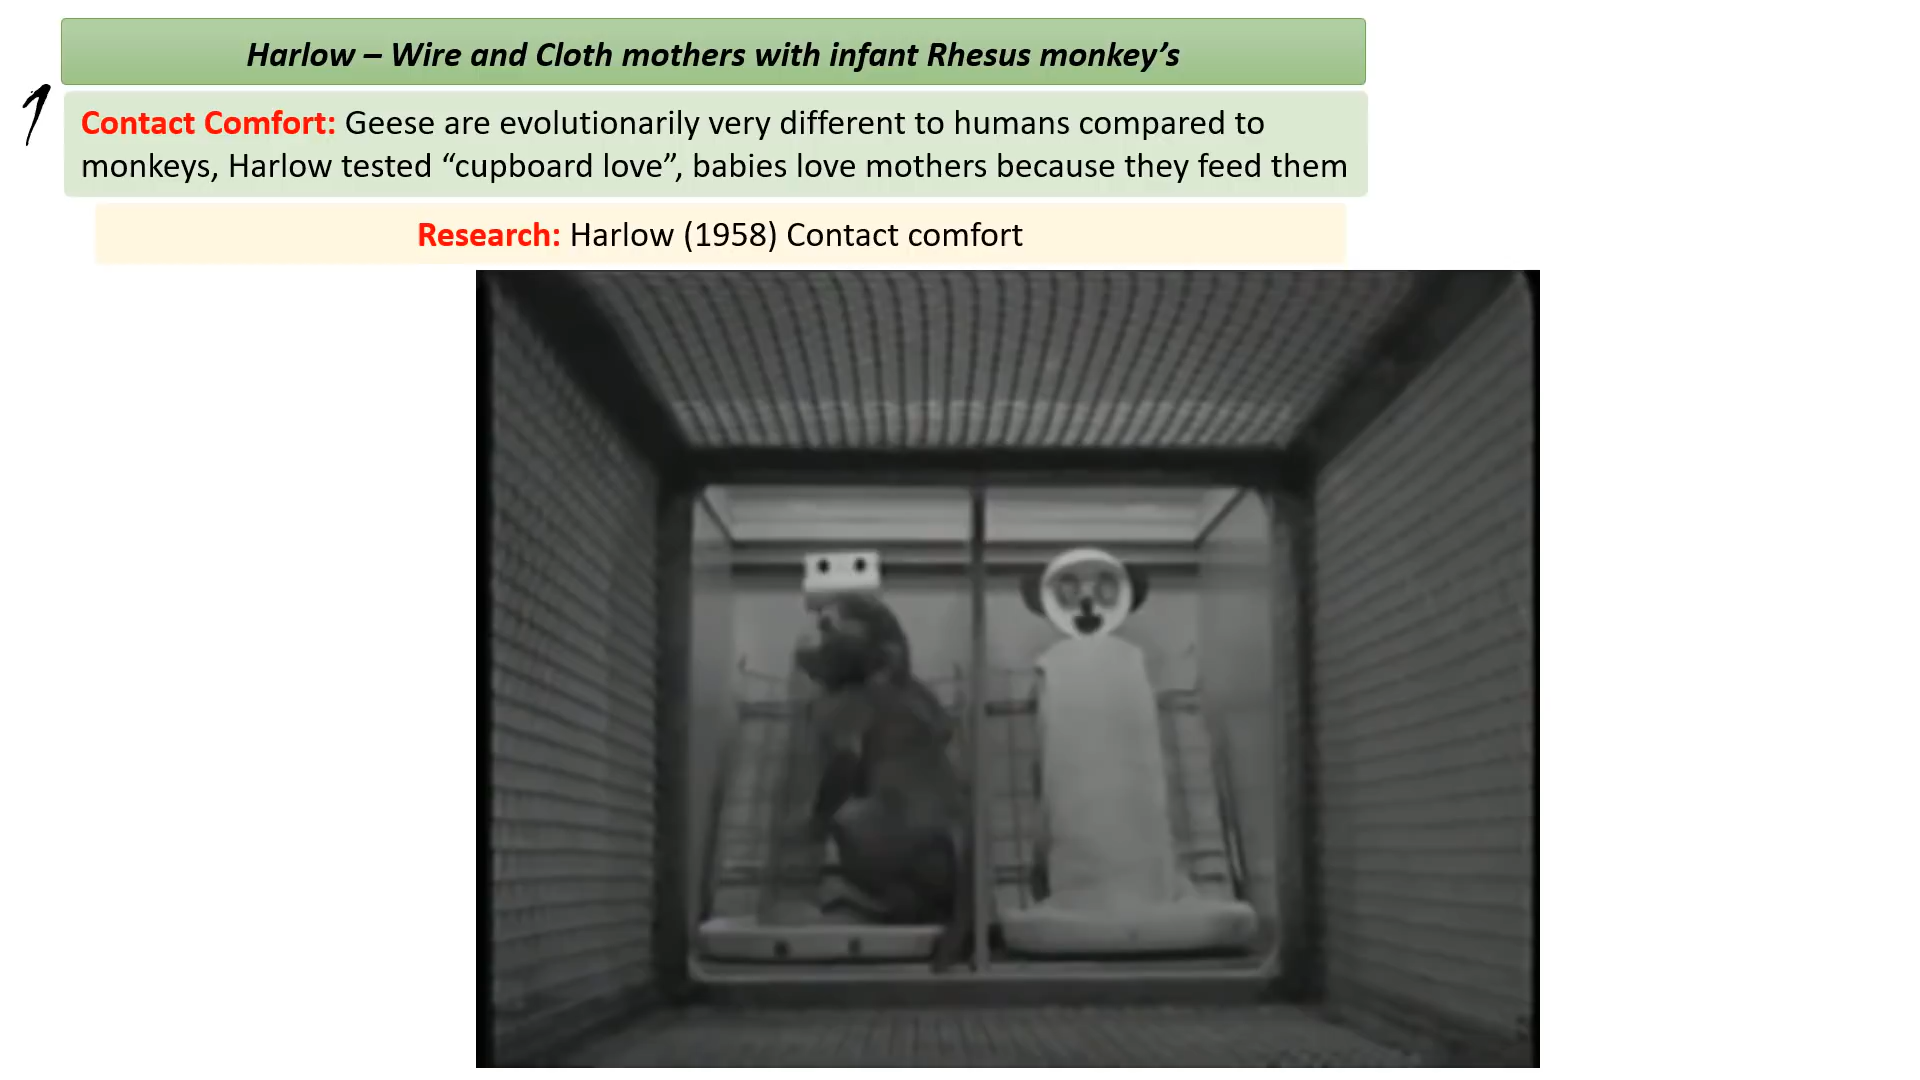 Harlow – Wire and Cloth mothers with infant Rhesus monkey’s
1
Contact Comfort: Geese are evolutionarily very different to humans compared to
monkeys, Harlow tested “cupboard love”, babies love mothers because they feed them
Research: Harlow (1958) Contact comfort